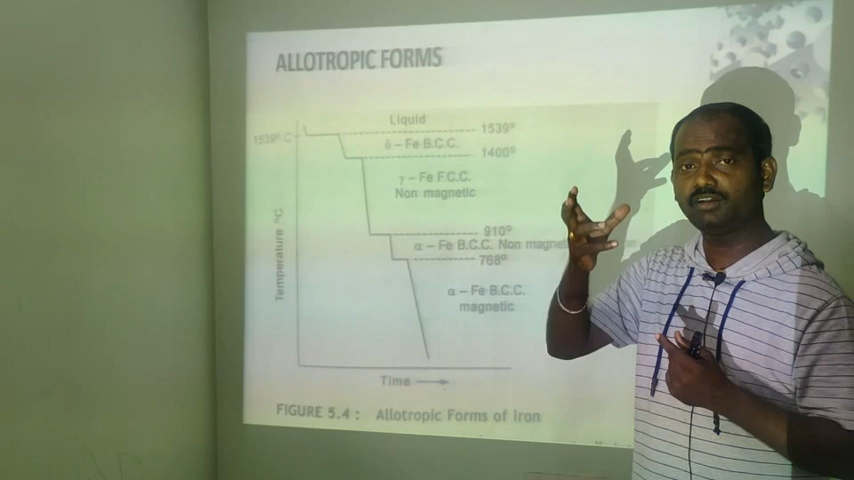 ALLOTROPIC FORMS
Liquid
1539° C
1539°
δ – Fe B.C.C.
1400°
γ – Fe F.C.C.
Non magnetic
910°
α – Fe B.C.C. Non magnet
768°
α – Fe B.C.C.
magnetic
Temperature °C
Time
FIGURE 5.4 : Allotropic Forms of Iron